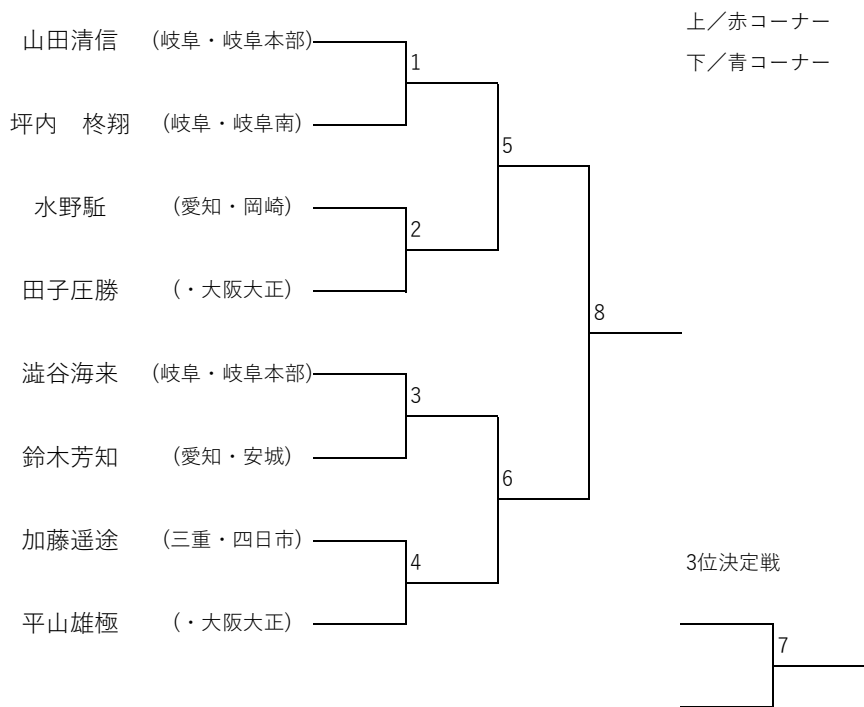 上／赤コーナー
下／青コーナー
山田清信 (岐阜・岐阜本部)
1
坪内　柊翔 (岐阜・岐阜南)
5
水野駈 (愛知・岡崎)
2
田子圧勝 (・大阪大正)
8
澁谷海来 (岐阜・岐阜本部)
3
鈴木芳知 (愛知・安城)
6
加藤遥途 (三重・四日市)
4
平山雄極 (・大阪大正)
3位決定戦
7